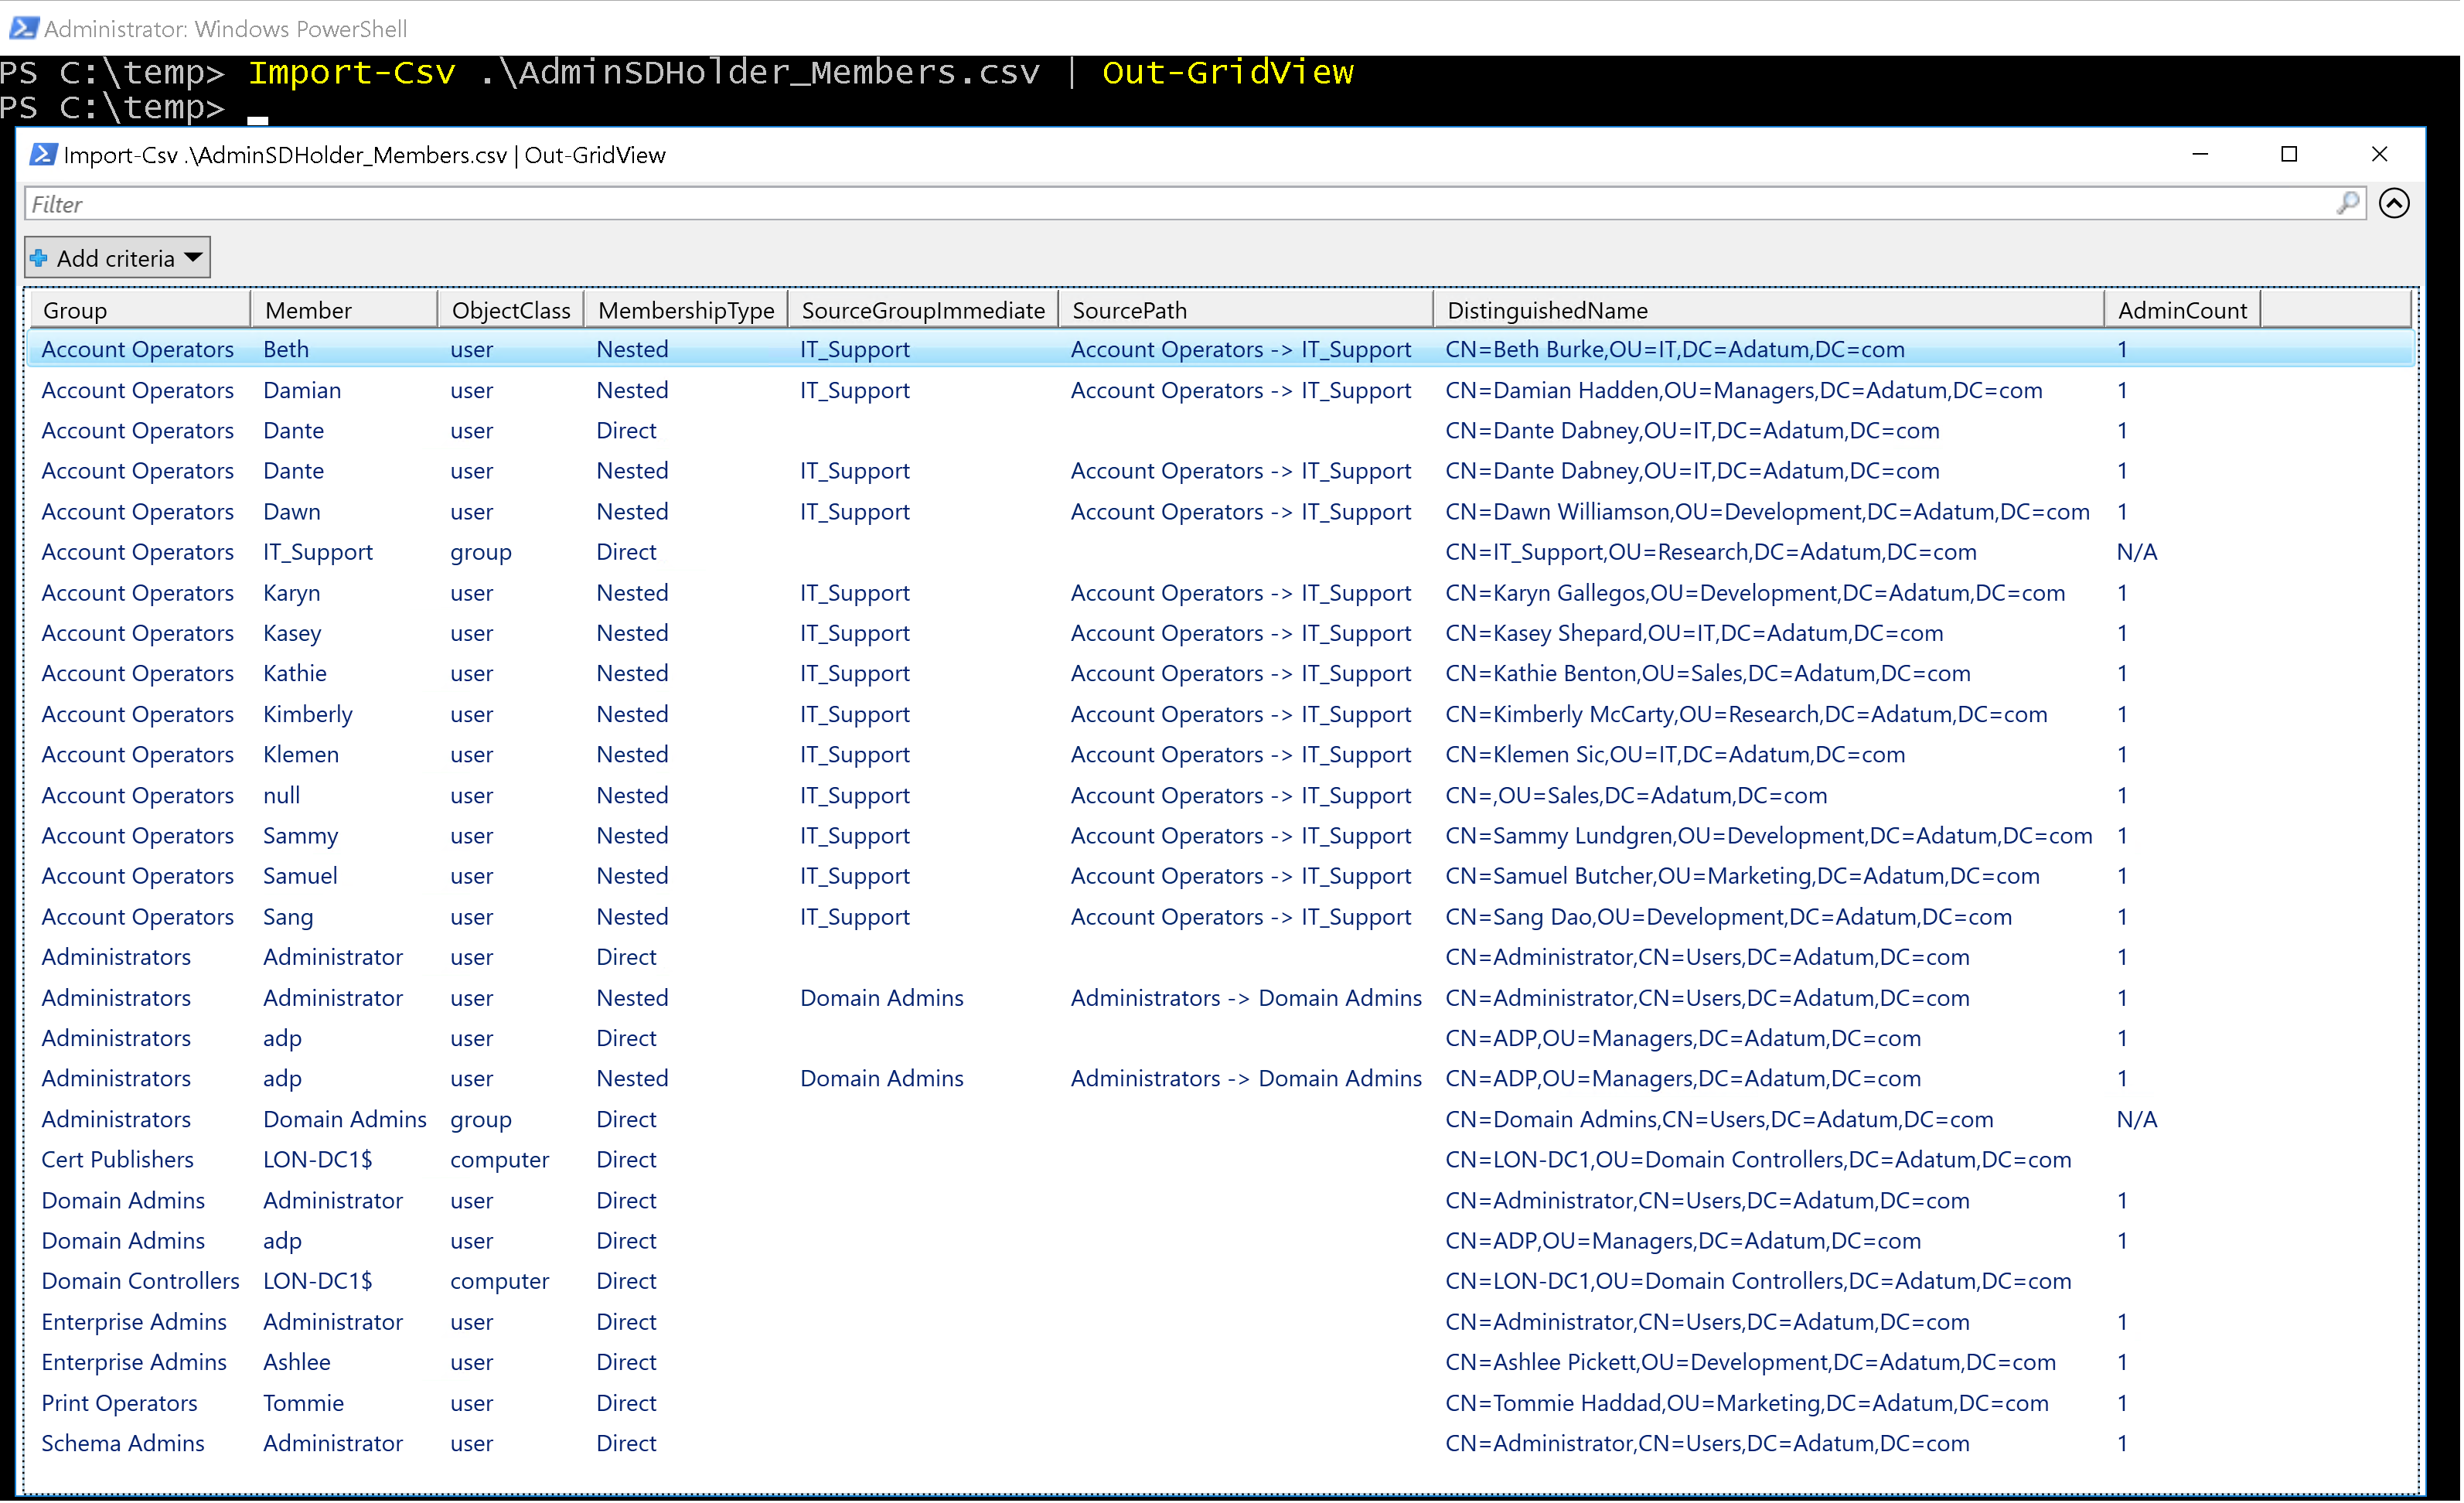 Administrator: Windows PowerShell
PS C:\temp> Import-Csv .\AdminSDHolder_Members.csv | Out-GridView
PS C:\temp>
Import-Csv .\AdminSDHolder_Members.csv | Out-GridView
Filter
Add criteria
Group Member ObjectClass MembershipType SourceGroupImmediate SourcePath DistinguishedName AdminCount
Account Operators Beth user Nested IT_Support Account Operators -> IT_Support CN=Beth Burke,OU=IT,DC=Adatum,DC=com 1
Account Operators Damian user Nested IT_Support Account Operators -> IT_Support CN=Damian Hadden,OU=Managers,DC=Adatum,DC=com 1
Account Operators Dante user Direct CN=Dante Dabney,OU=IT,DC=Adatum,DC=com 1
Account Operators Dante user Nested IT_Support Account Operators -> IT_Support CN=Dante Dabney,OU=IT,DC=Adatum,DC=com 1
Account Operators Dawn user Nested IT_Support Account Operators -> IT_Support CN=Dawn Williamson,OU=Development,DC=Adatum,DC=com 1
Account Operators IT_Support group Direct CN=IT_Support,OU=Research,DC=Adatum,DC=com N/A
Account Operators Karyn user Nested IT_Support Account Operators -> IT_Support CN=Karyn Gallegos,OU=Development,DC=Adatum,DC=com 1
Account Operators Kasey user Nested IT_Support Account Operators -> IT_Support CN=Kasey Shepard,OU=IT,DC=Adatum,DC=com 1
Account Operators Kathie user Nested IT_Support Account Operators -> IT_Support CN=Kathie Benton,OU=Sales,DC=Adatum,DC=com 1
Account Operators Kimberly user Nested IT_Support Account Operators -> IT_Support CN=Kimberly McCarty,OU=Research,DC=Adatum,DC=com 1
Account Operators Klemen user Nested IT_Support Account Operators -> IT_Support CN=Klemen Sic,OU=IT,DC=Adatum,DC=com 1
Account Operators null user Nested IT_Support Account Operators -> IT_Support CN=,OU=Sales,DC=Adatum,DC=com 1
Account Operators Sammy user Nested IT_Support Account Operators -> IT_Support CN=Sammy Lundgren,OU=Development,DC=Adatum,DC=com 1
Account Operators Samuel user Nested IT_Support Account Operators -> IT_Support CN=Samuel Butcher,OU=Marketing,DC=Adatum,DC=com 1
Account Operators Sang user Nested IT_Support Account Operators -> IT_Support CN=Sang Dao,OU=Development,DC=Adatum,DC=com 1
Administrators Administrator user Direct CN=Administrator,CN=Users,DC=Adatum,DC=com 1
Administrators Administrator user Nested Domain Admins Administrators -> Domain Admins CN=Administrator,CN=Users,DC=Adatum,DC=com 1
Administrators adp user Direct CN=ADP,OU=Managers,DC=Adatum,DC=com 1
Administrators adp user Nested Domain Admins Administrators -> Domain Admins CN=ADP,OU=Managers,DC=Adatum,DC=com 1
Administrators Domain Admins group Direct CN=Domain Admins,CN=Users,DC=Adatum,DC=com N/A
Cert Publishers LON-DC1$ computer Direct CN=LON-DC1,OU=Domain Controllers,DC=Adatum,DC=com
Domain Admins Administrator user Direct CN=Administrator,CN=Users,DC=Adatum,DC=com 1
Domain Admins adp user Direct CN=ADP,OU=Managers,DC=Adatum,DC=com 1
Domain Controllers LON-DC1$ computer Direct CN=LON-DC1,OU=Domain Controllers,DC=Adatum,DC=com
Enterprise Admins Administrator user Direct CN=Administrator,CN=Users,DC=Adatum,DC=com 1
Enterprise Admins Ashlee user Direct CN=Ashlee Pickett,OU=Development,DC=Adatum,DC=com 1
Print Operators Tommie user Direct CN=Tommie Haddad,OU=Marketing,DC=Adatum,DC=com 1
Schema Admins Administrator user Direct CN=Administrator,CN=Users,DC=Adatum,DC=com 1